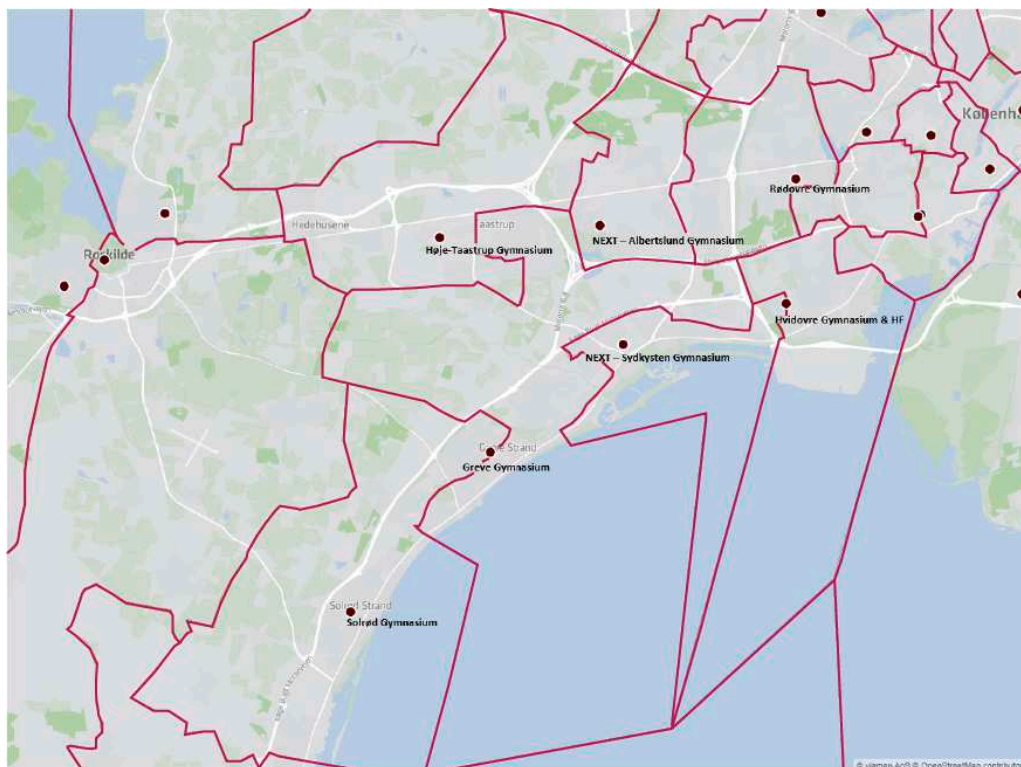 Københa
Rødovre Gymnasium
Hedehusene
Taastrup
NEXT – Albertslund Gymnasium
Høje-Taastrup Gymnasium
Roskilde
Hvidovre Gymnasium & HF
NEXT – Sydkysten Gymnasium
Greve Strand
Greve Gymnasium
Solrød Strand
Solrød Gymnasium